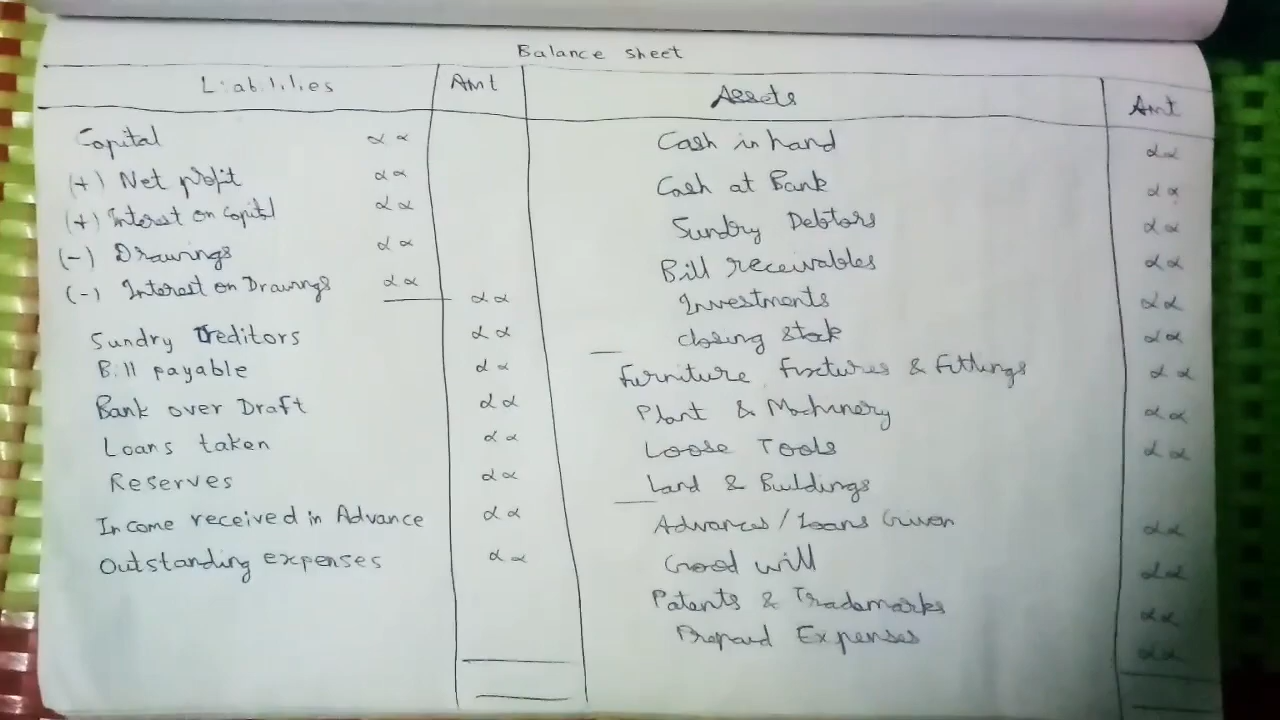 Balance Sheet
Liabilities Amt Assets Amt
Capital xx
(+) Net profit xx
(+) Interest on capital xx
(-) Drawings xx
(-) Interest on Drawings xx xx
Sundry Creditors xx
Bill payable xx
Bank over Draft xx
Loans taken xx
Reserves xx
Income received in Advance xx
Outstanding expenses xx
Cash in hand xx
Cash at Bank xx
Sundry Debtors xx
Bill receivables xx
Investments xx
closing stock xx
Furniture, Fixtures & Fittings xx
Plant & Machinery xx
Loose Tools xx
Land & Buildings
Advances/Loans Given xx
Good will xx
Patents & Trademarks xx
Prepaid Expenses xx